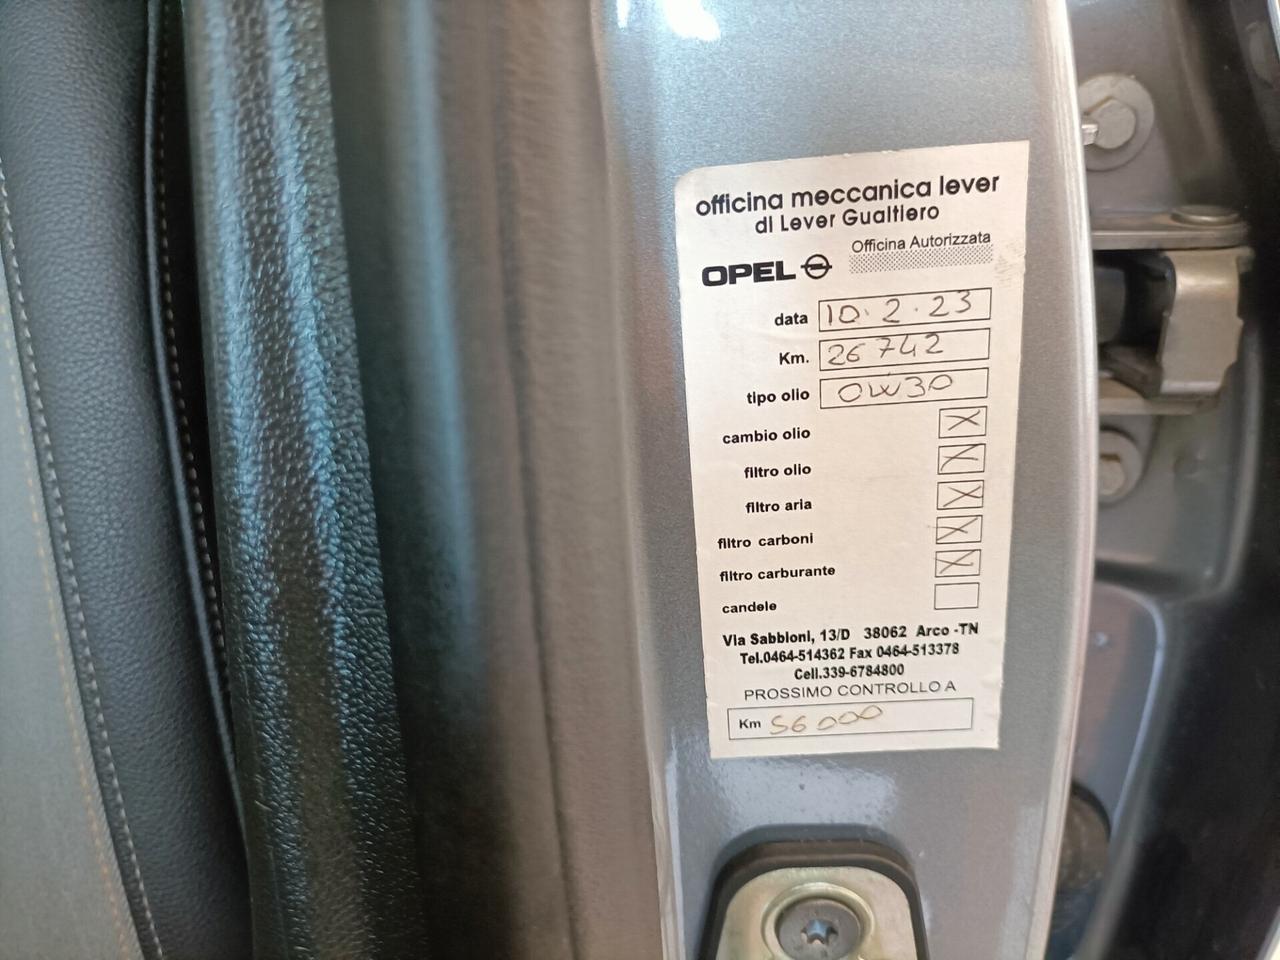 officina meccanica lever
di Lever Gualtiero
OPEL Officina Autorizzata
data 10.2.23
Km. 26742
tipo olio 0W30
cambio olio X
filtro olio X
filtro aria X
filtro carboni X
filtro carburante X
candele
Via Sabbioni, 13/D 38062 Arco -TN
Tel.0464-514362 Fax 0464-513378
Cell.339-6784800
PROSSIMO CONTROLLO A
Km 56000